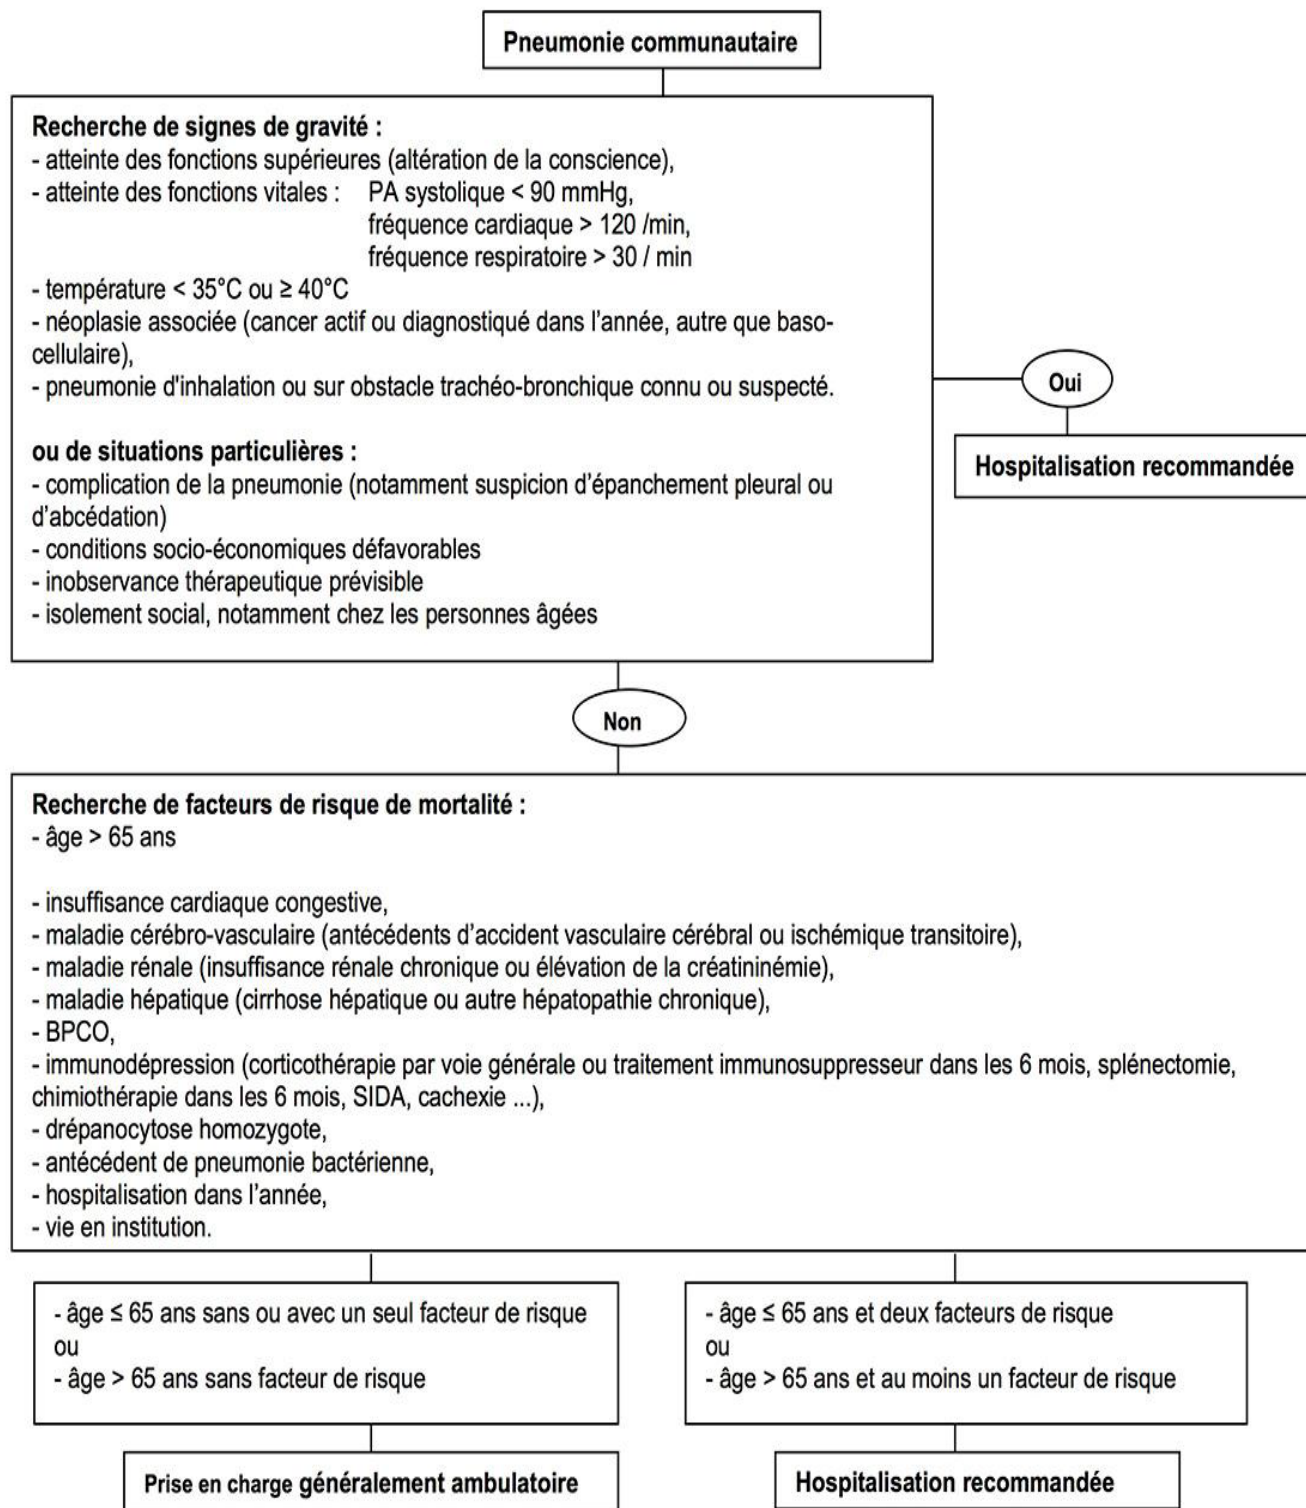 Pneumonie communautaire
Recherche de signes de gravité :
- atteinte des fonctions supérieures (altération de la conscience),
- atteinte des fonctions vitales : PA systolique < 90 mmHg,
fréquence cardiaque > 120 /min,
fréquence respiratoire > 30 / min
- température < 35°C ou ≥ 40°C
- néoplasie associée (cancer actif ou diagnostiqué dans l'année, autre que baso-
cellulaire),
- pneumonie d'inhalation ou sur obstacle trachéo-bronchique connu ou suspecté.
ou de situations particulières :
- complication de la pneumonie (notamment suspicion d'épanchement pleural ou
d'abcédation)
- conditions socio-économiques défavorables
- inobservance thérapeutique prévisible
- isolement social, notamment chez les personnes âgées
Oui
Hospitalisation recommandée
Non
Recherche de facteurs de risque de mortalité :
- âge > 65 ans
- insuffisance cardiaque congestive,
- maladie cérébro-vasculaire (antécédents d'accident vasculaire cérébral ou ischémique transitoire),
- maladie rénale (insuffisance rénale chronique ou élévation de la créatininémie),
- maladie hépatique (cirrhose hépatique ou autre hépatopathie chronique),
- BPCO,
- immunodépression (corticothérapie par voie générale ou traitement immunosuppresseur dans les 6 mois, splénectomie,
chimiothérapie dans les 6 mois, SIDA, cachexie ...),
- drépanocytose homozygote,
- antécédent de pneumonie bactérienne,
- hospitalisation dans l'année,
- vie en institution.
- âge ≤ 65 ans sans ou avec un seul facteur de risque
ou
- âge > 65 ans sans facteur de risque
- âge ≤ 65 ans et deux facteurs de risque
ou
- âge > 65 ans et au moins un facteur de risque
Prise en charge généralement ambulatoire
Hospitalisation recommandée